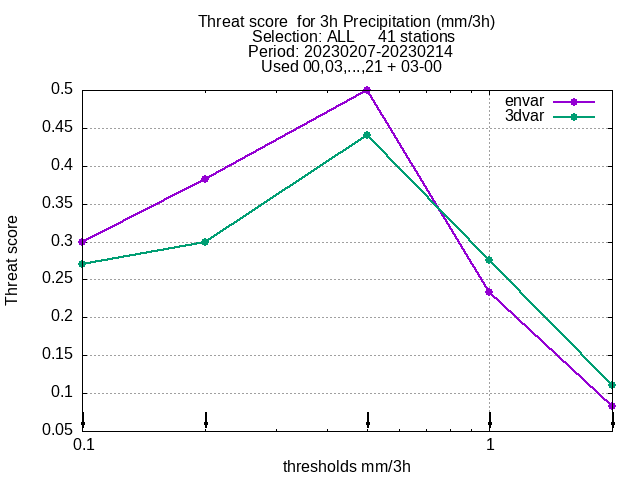 Threat score  for 3h Precipitation (mm/3h)
Selection: ALL     41 stations
Period: 20230207-20230214
Used 00,03,...,21 + 03-00
envar
3dvar
0.5
0.45
0.4
0.35
0.3
0.25
0.2
0.15
0.1
0.05
Threat score
0.1
1
thresholds mm/3h